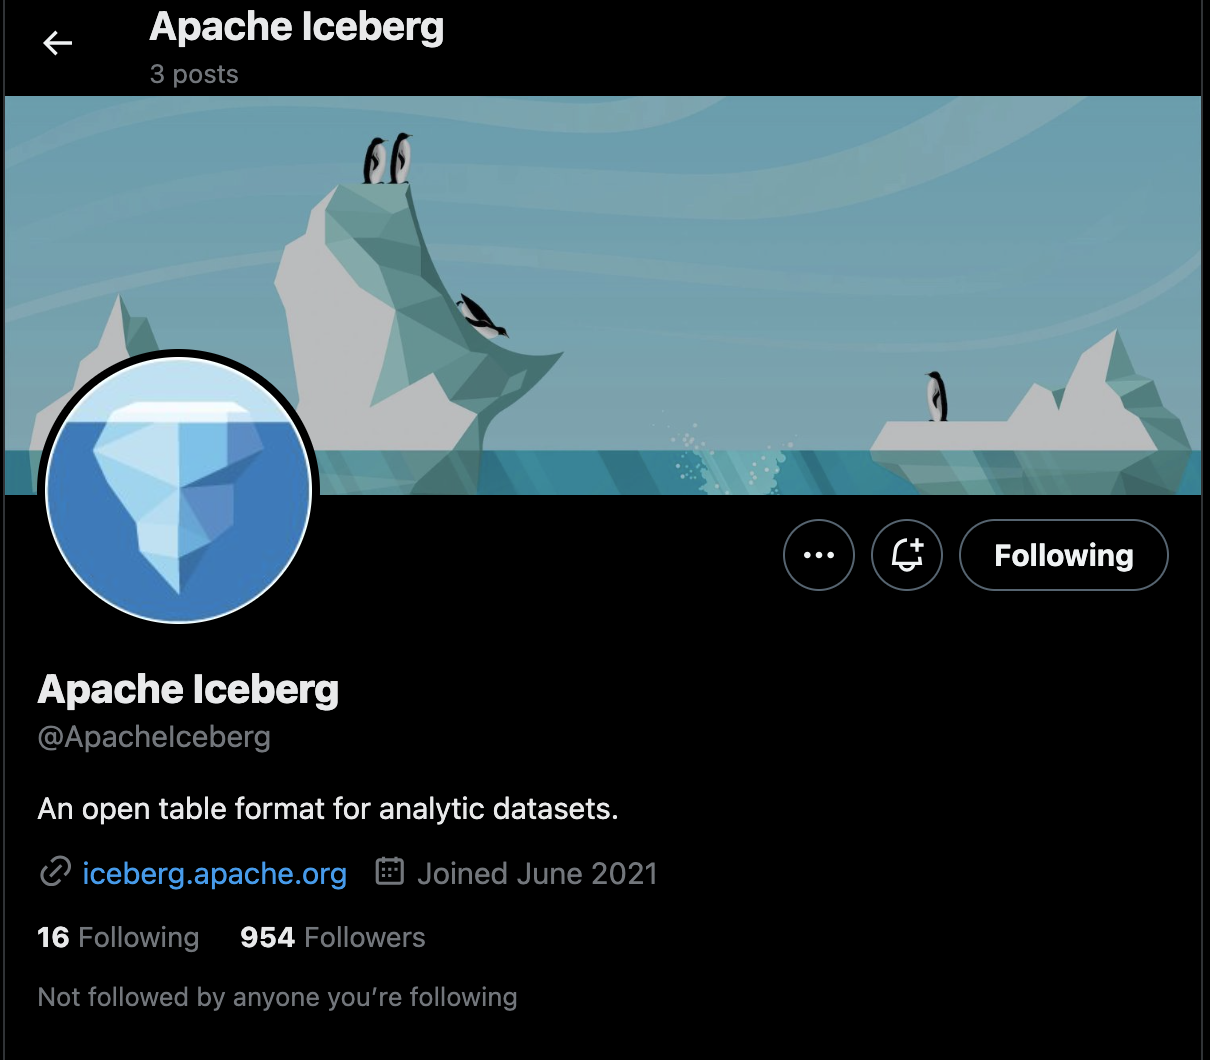 Apache Iceberg
3 posts
Following
Apache Iceberg
@ApacheIceberg
An open table format for analytic datasets.
iceberg.apache.org Joined June 2021
16 Following 954 Followers
Not followed by anyone you’re following